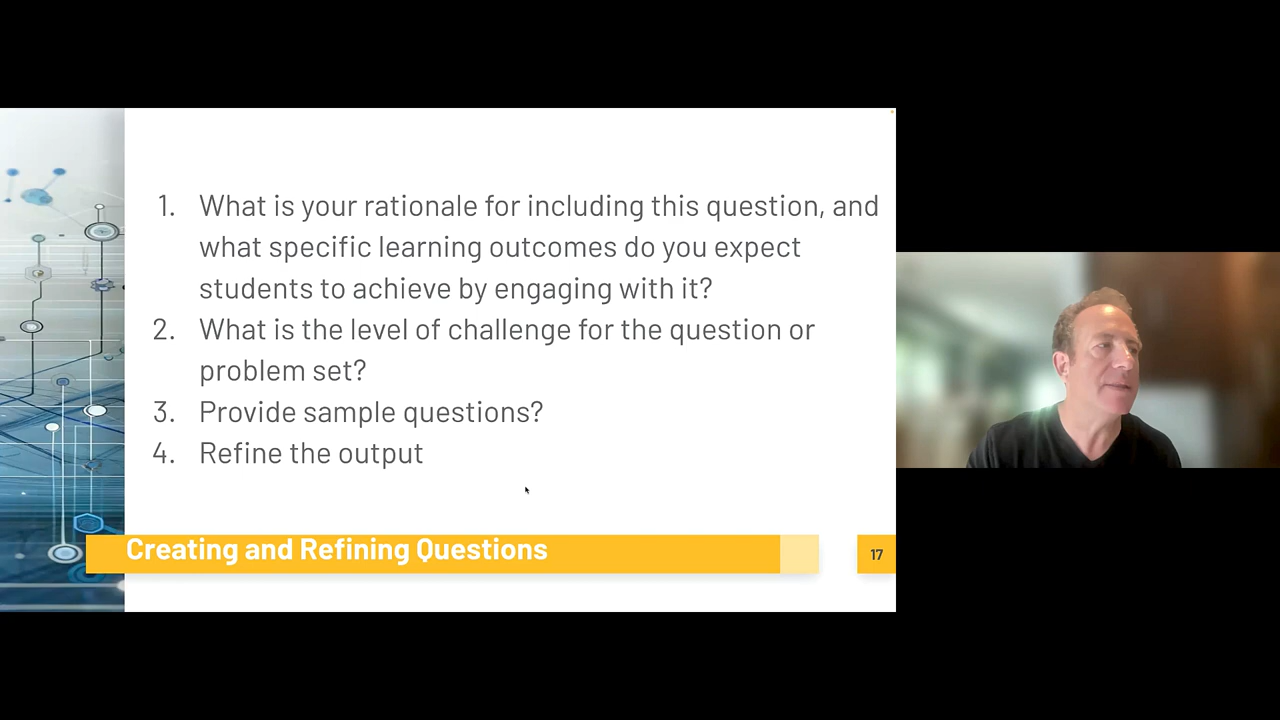 1. What is your rationale for including this question, and
what specific learning outcomes do you expect
students to achieve by engaging with it?
2. What is the level of challenge for the question or
problem set?
3. Provide sample questions?
4. Refine the output
Creating and Refining Questions
17